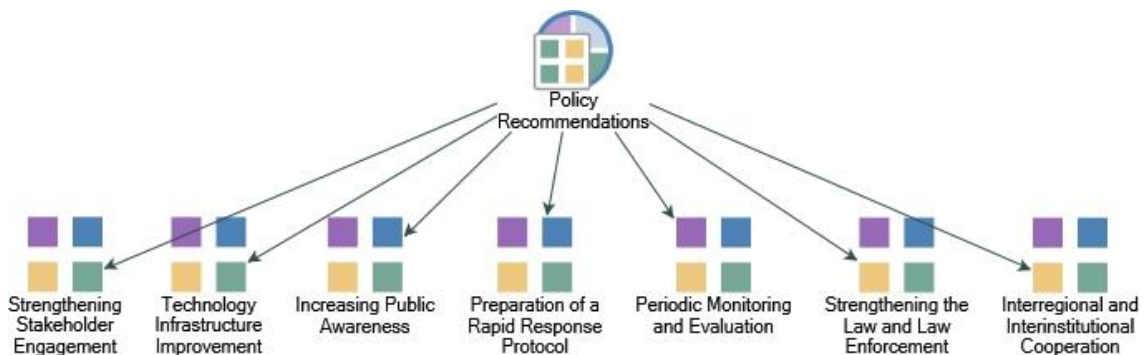 Policy
Recommendations
Strengthening
Stakeholder
Engagement
Technology
Infrastructure
Improvement
Increasing Public
Awareness
Preparation of a
Rapid Response
Protocol
Periodic Monitoring
and Evaluation
Strengthening the
Law and Law
Enforcement
Interregional and
Interinstitutional
Cooperation